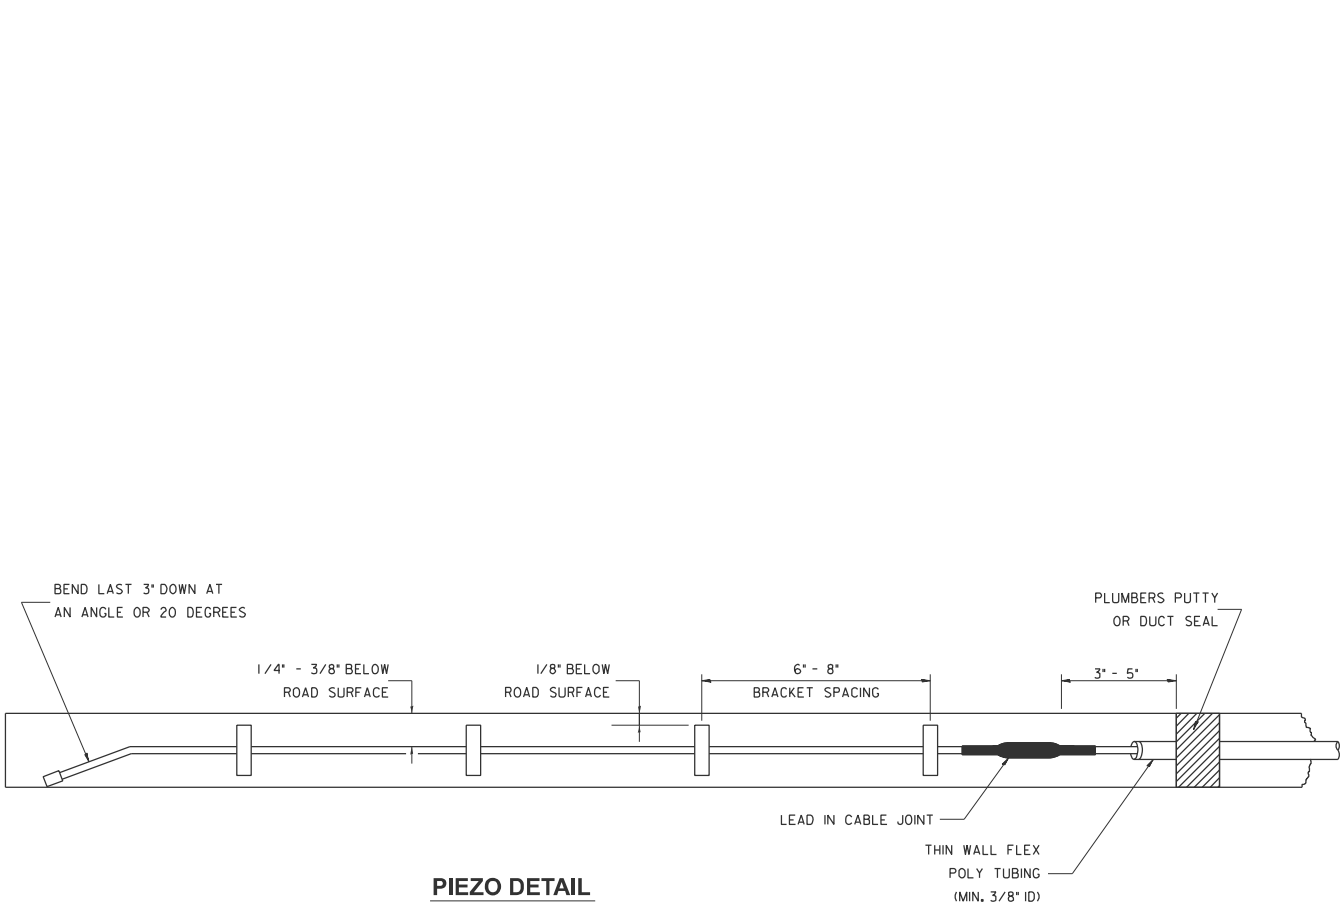 BEND LAST 3" DOWN AT
AN ANGLE OR 20 DEGREES
1/4" - 3/8" BELOW
ROAD SURFACE
1/8" BELOW
ROAD SURFACE
6" - 8"
BRACKET SPACING
3" - 5"
PLUMBERS PUTTY
OR DUCT SEAL
LEAD IN CABLE JOINT
THIN WALL FLEX
POLY TUBING
(MIN. 3/8" ID)
PIEZO DETAIL